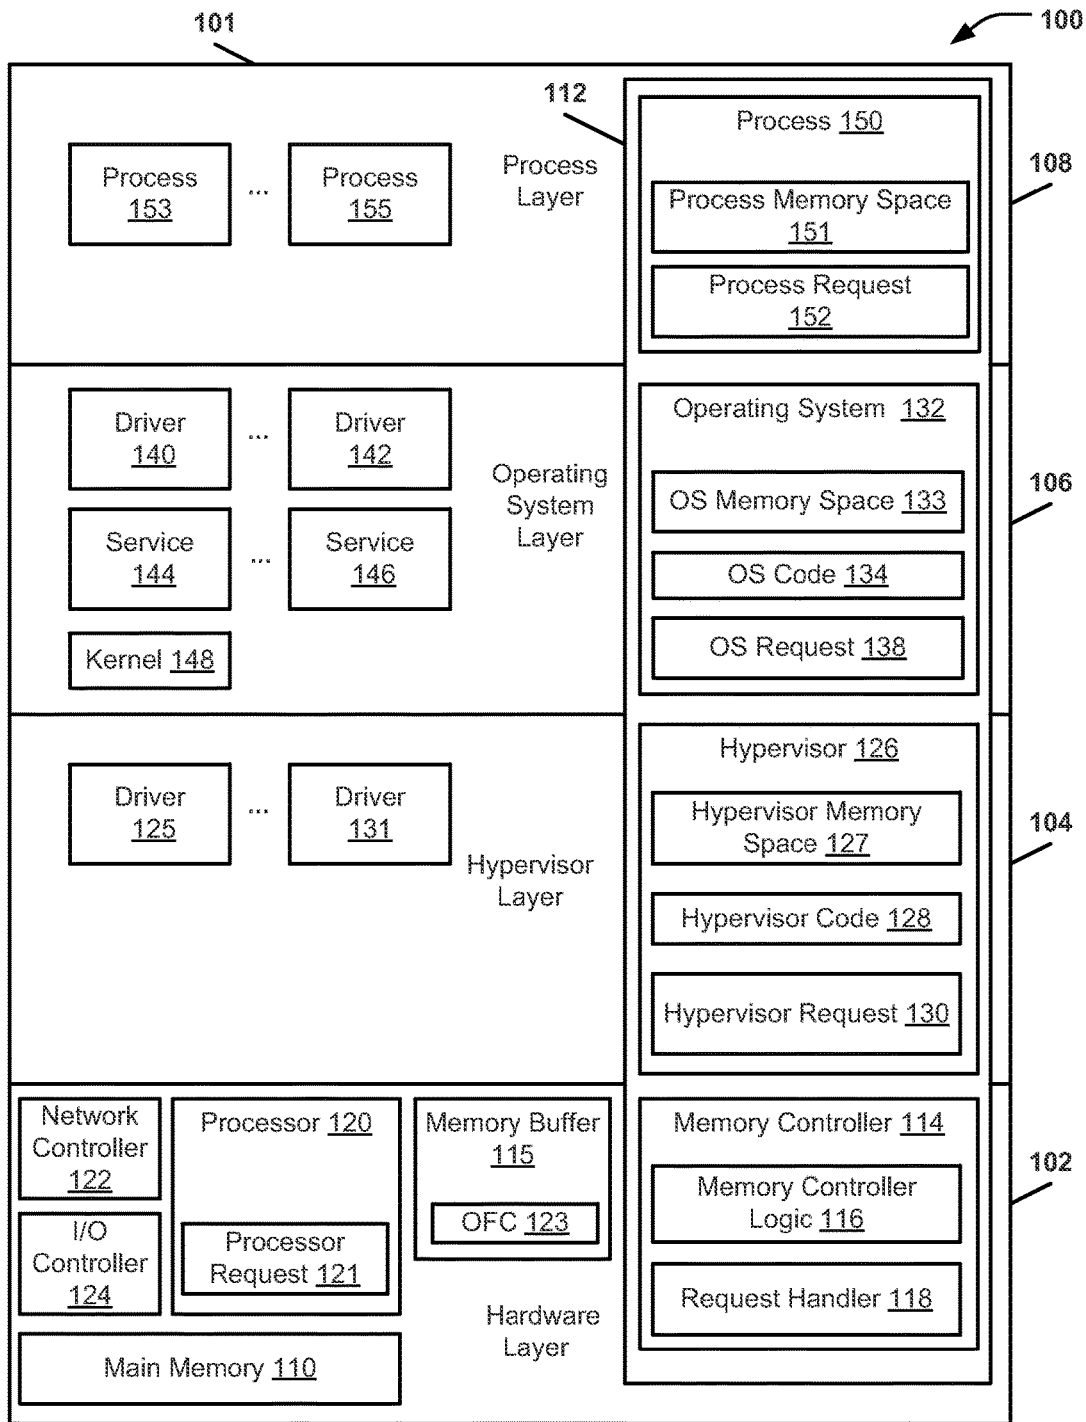 101
100
112
Process 150
Process
153
...
Process
155
Process
Layer
108
Process Memory Space
151
Process Request
152
Driver
140
...
Driver
142
Operating System 132
Operating
System
Layer
106
OS Memory Space 133
Service
144
...
Service
146
OS Code 134
OS Request 138
Kernel 148
Hypervisor 126
Driver
125
...
Driver
131
Hypervisor Memory
Space 127
104
Hypervisor
Layer
Hypervisor Code 128
Hypervisor Request 130
Network
Controller
122
Processor 120
Memory Buffer
115
Memory Controller 114
102
Memory Controller
Logic 116
OFC 123
I/O
Controller
124
Processor
Request 121
Request Handler 118
Hardware
Layer
Main Memory 110